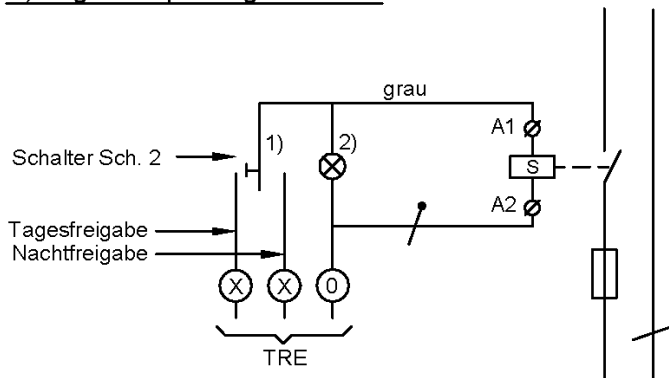 grau
1)
2)
A1
Schalter Sch. 2
S
A2
Tagesfreigabe
Nachtfreigabe
X
X
0
TRE